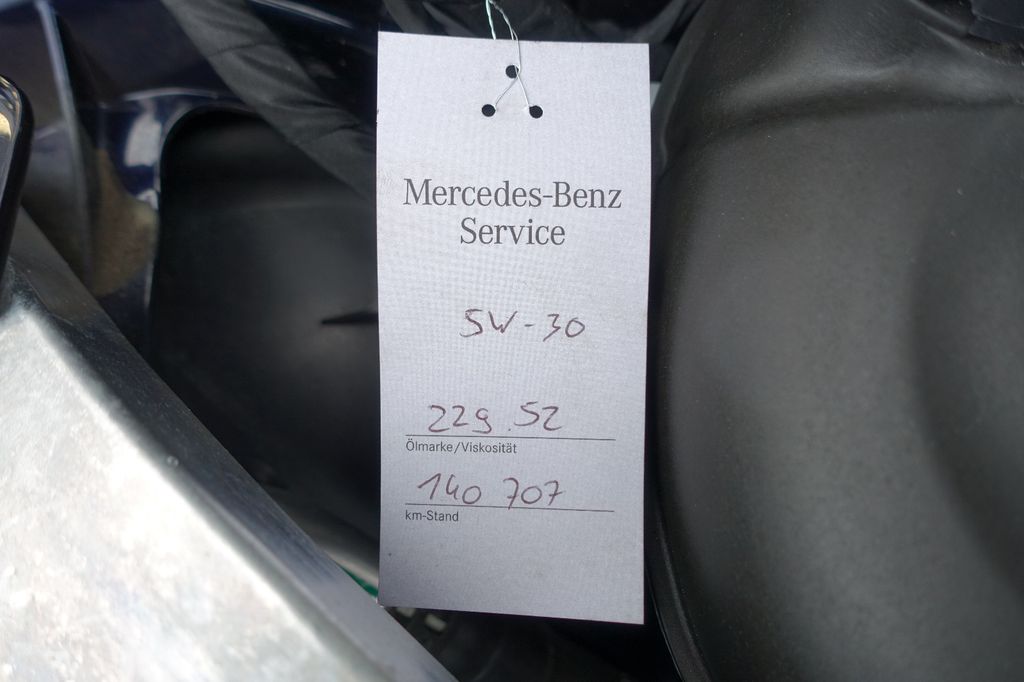 Mercedes-Benz
Service
5W-30
229.52
Ölmarke/Viskosität
140 707
km-Stand